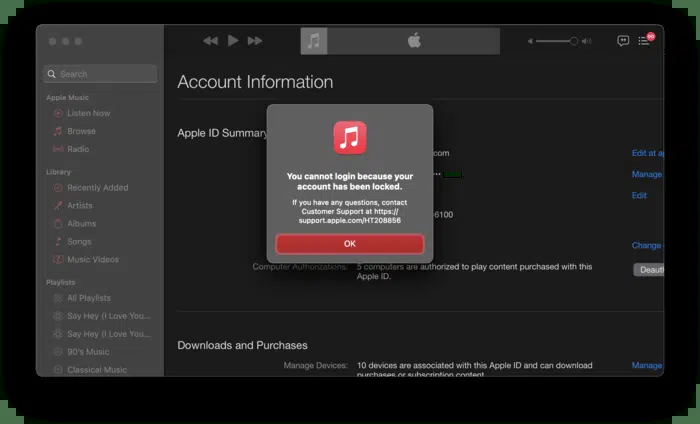 Search
Apple Music
Listen Now
Browse
Radio
Library
Recently Added
Artists
Albums
Songs
Music Videos
Playlists
All Playlists
Say Hey (I Love You...
Say Hey (I Love You...
90's Music
Classical Music
Account Information
Apple ID Summary
com
Edit at ap
Manage
Edit
-6100
Change
You cannot login because your
account has been locked.
If you have any questions, contact
Customer Support at https://
support.apple.com/HT208856
OK
Computer Authorizations:
5 computers are authorized to play content purchased with this
Apple ID.
Deaut
Downloads and Purchases
Manage Devices:
10 devices are associated with this Apple ID and can download
purchases or subscription content.
Manage